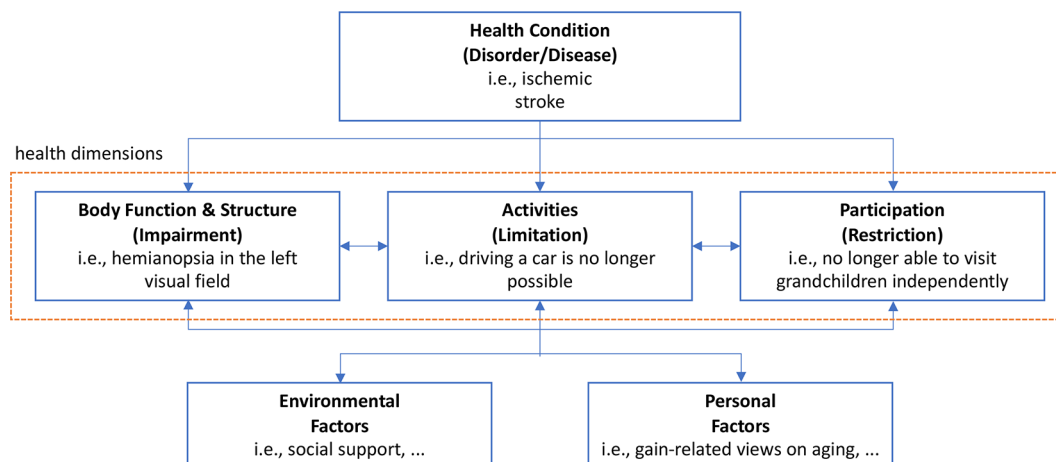 Health Condition
(Disorder/Disease)
i.e., ischemic
stroke
health dimensions
Body Function & Structure
(Impairment)
i.e., hemianopsia in the left
visual field
Activities
(Limitation)
i.e., driving a car is no longer
possible
Participation
(Restriction)
i.e., no longer able to visit
grandchildren independently
Environmental
Factors
i.e., social support, ...
Personal
Factors
i.e., gain-related views on aging, ...